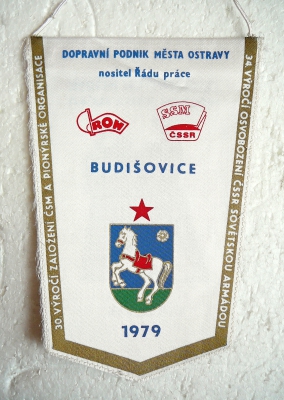 DOPRAVNÍ PODNIK MĚSTA OSTRAVY
nositel Řádu práce
ROH
SSM
ČSSR
BUDIŠOVICE
1979
30. VÝROČÍ ZALOŽENÍ ČSM A PIONÝRSKÉ ORGANISACE
34. VÝROČÍ OSVOBOZENÍ ČSSR SOVĚTSKOU ARMÁDOU